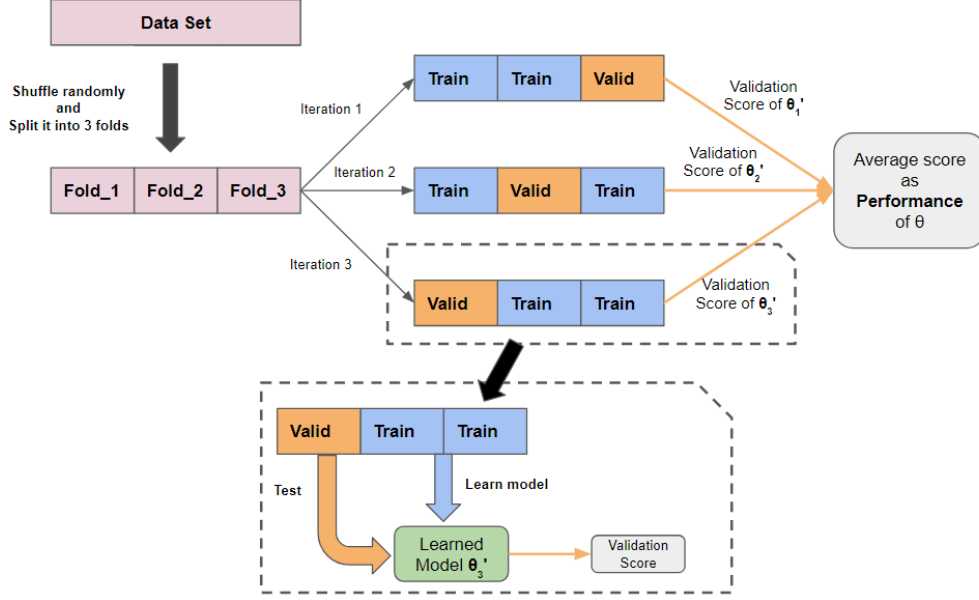 Data Set
Shuffle randomly
and
Split it into 3 folds
Fold_1 Fold_2 Fold_3
Iteration 1
Train Train Valid
Validation
Score of θ₁'
Iteration 2
Train Valid Train
Validation
Score of θ₂'
Iteration 3
Valid Train Train
Validation
Score of θ₃'
Average score
as
Performance
of θ
Valid Train Train
Test
Learn model
Learned
Model θ₃'
Validation
Score